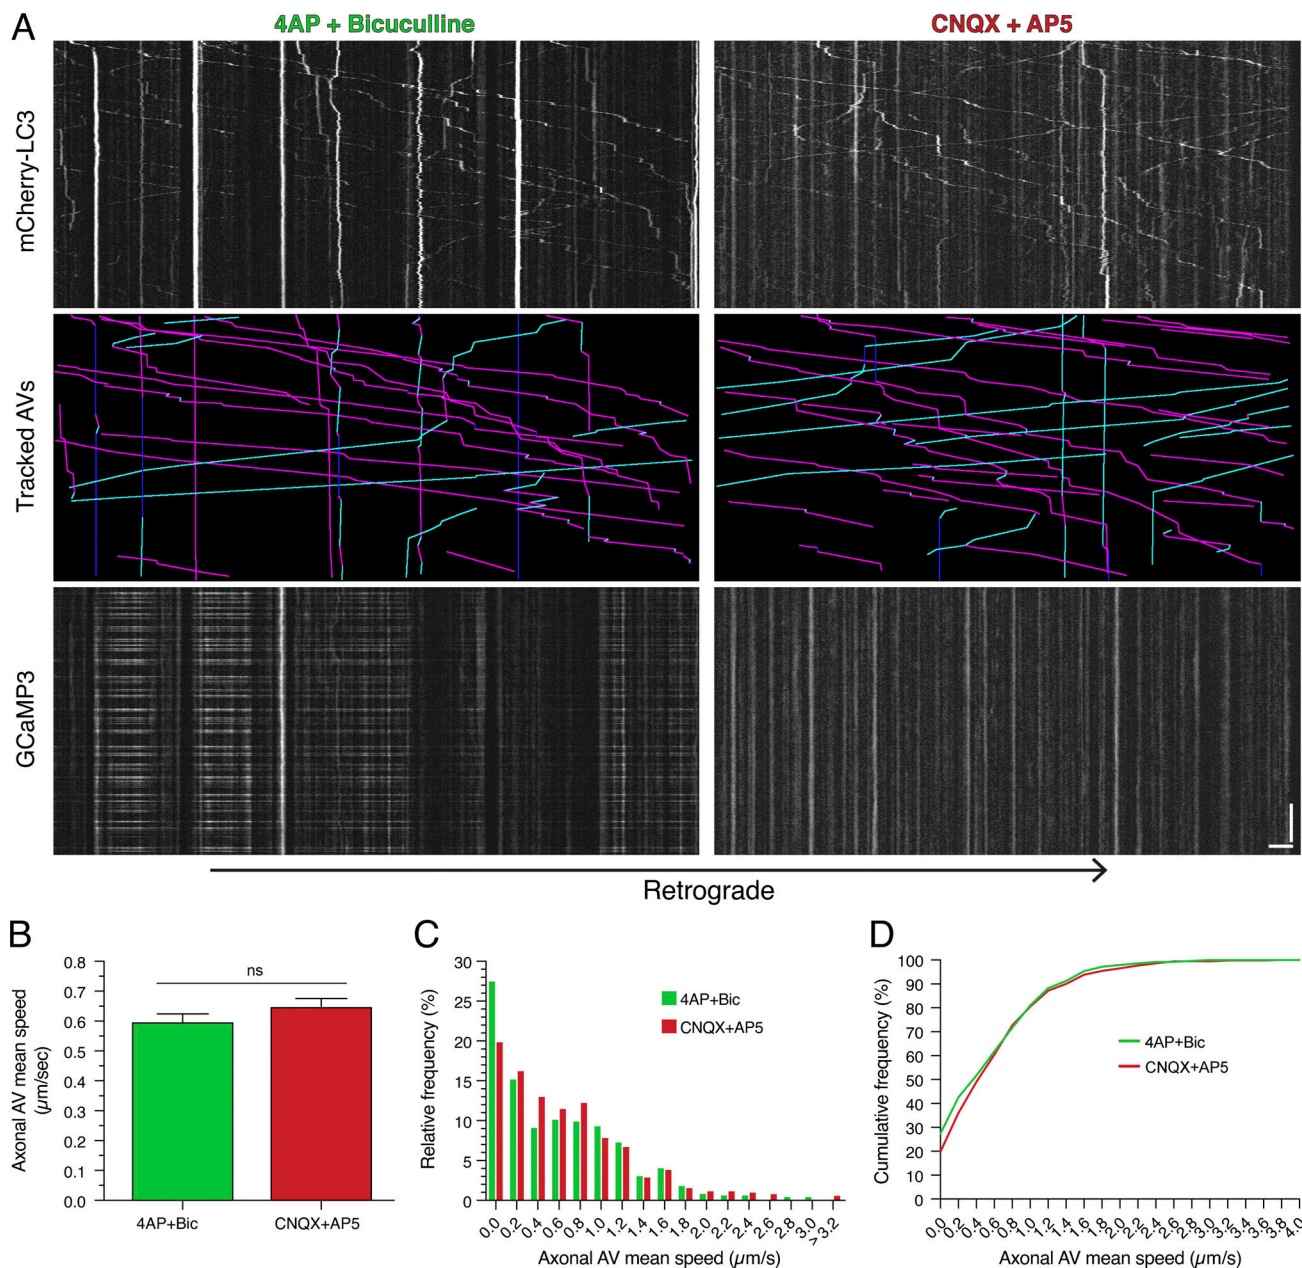 A
4AP + Bicuculline
CNQX + AP5
mCherry-LC3
Tracked AVs
GCaMP3
Retrograde
B
Axonal AV mean speed
(µm/sec)
0.8
0.7
0.6
0.5
0.4
0.3
0.2
0.1
0.0
ns
4AP+Bic
CNQX+AP5
C
Relative frequency (%)
30
25
20
15
10
5
0
4AP+Bic
CNQX+AP5
0.0
0.2
0.4
0.6
0.8
1.0
1.2
1.4
1.6
1.8
2.0
2.2
2.4
2.6
2.8
3.0
> 3.2
Axonal AV mean speed (µm/s)
D
Cumulative frequency (%)
100
90
80
70
60
50
40
30
20
10
0
4AP+Bic
CNQX+AP5
0.0
0.2
0.4
0.6
0.8
1.0
1.2
1.4
1.6
1.8
2.0
2.2
2.4
2.6
2.8
3.0
3.2
3.4
3.6
3.8
4.0
Axonal AV mean speed (µm/s)